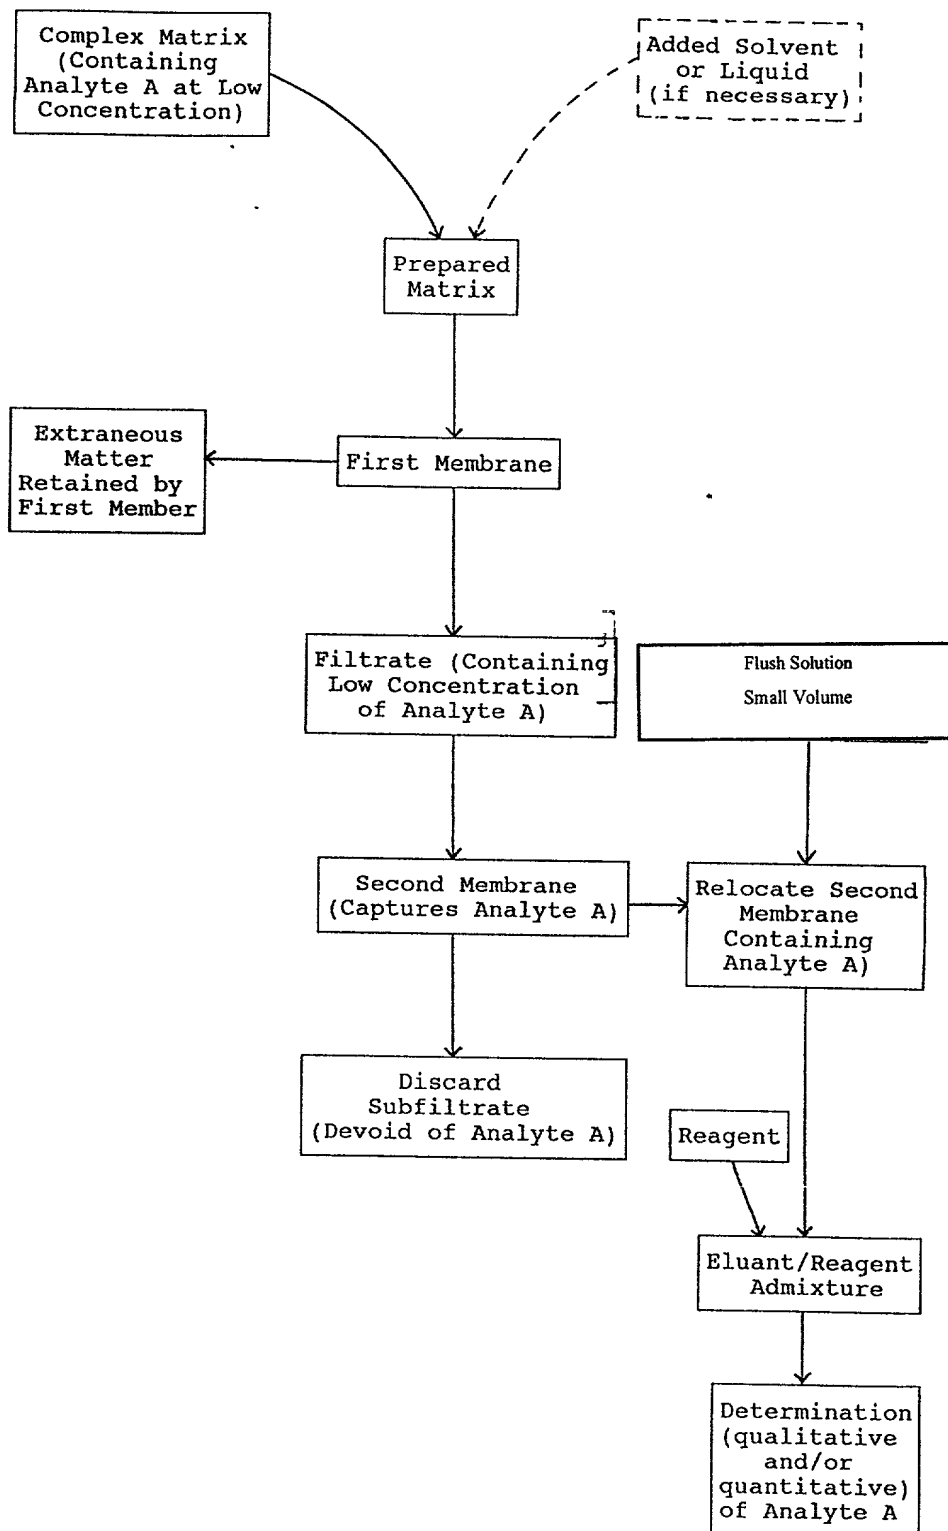 Complex Matrix
(Containing
Analyte A at Low
Concentration)
Added Solvent
or Liquid
(if necessary)
Prepared
Matrix
Extraneous
Matter
Retained by
First Member
First Membrane
Filtrate (Containing
Low Concentration
of Analyte A)
Flush Solution
Small Volume
Second Membrane
(Captures Analyte A)
Relocate Second
Membrane
Containing
Analyte A)
Discard
Subfiltrate
(Devoid of Analyte A)
Reagent
Eluant/Reagent
Admixture
Determination
(qualitative
and/or
quantitative)
of Analyte A